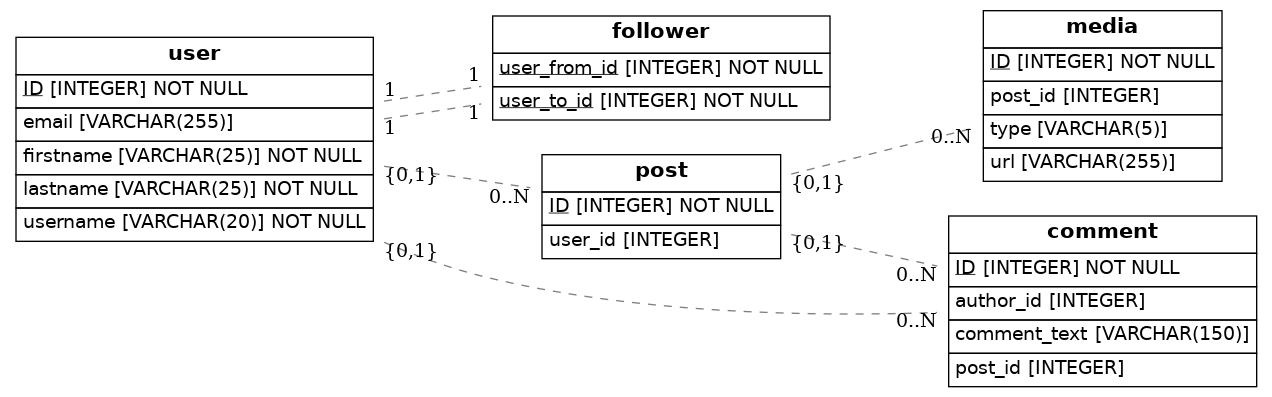 user
ID [INTEGER] NOT NULL
email [VARCHAR(255)]
firstname [VARCHAR(25)] NOT NULL
lastname [VARCHAR(25)] NOT NULL
username [VARCHAR(20)] NOT NULL
follower
user_from_id [INTEGER] NOT NULL
user_to_id [INTEGER] NOT NULL
post
ID [INTEGER] NOT NULL
user_id [INTEGER]
media
ID [INTEGER] NOT NULL
post_id [INTEGER]
type [VARCHAR(5)]
url [VARCHAR(255)]
comment
ID [INTEGER] NOT NULL
author_id [INTEGER]
comment_text [VARCHAR(150)]
post_id [INTEGER]
1
1
1
1
{0,1}
0..N
{0,1}
0..N
{0,1}
0..N
{0,1}
0..N